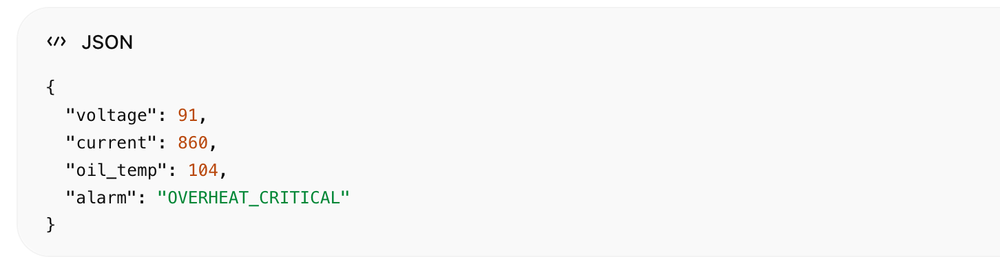 JSON
{
  "voltage": 91,
  "current": 860,
  "oil_temp": 104,
  "alarm": "OVERHEAT_CRITICAL"
}